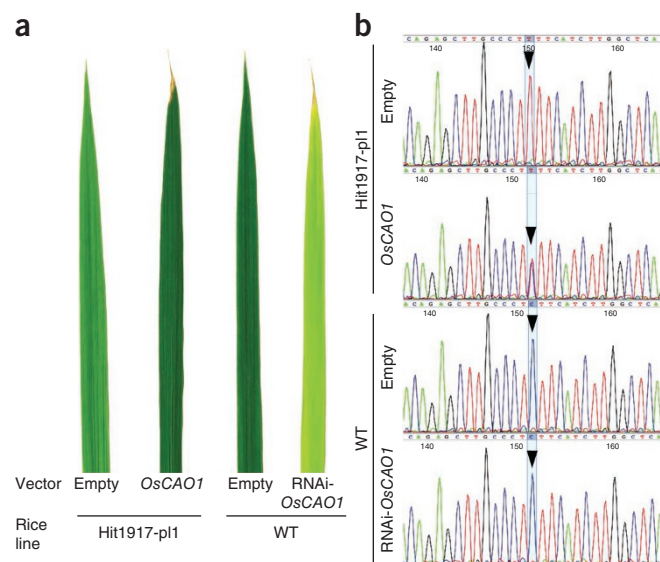 a
Vector Empty OsCAO1 Empty RNAi-OsCAO1
Rice line Hit1917-pl1 WT
b
Hit1917-pl1
Empty
OsCAO1
WT
Empty
RNAi-OsCAO1
C A G A G C T T G C C C T T T T C A T C T T G G C T C A
140 150 160
A C A G A G C T T G C C C T T T T C A T C T T G G C T C A
140 150 160
140 150 160
140 150 160